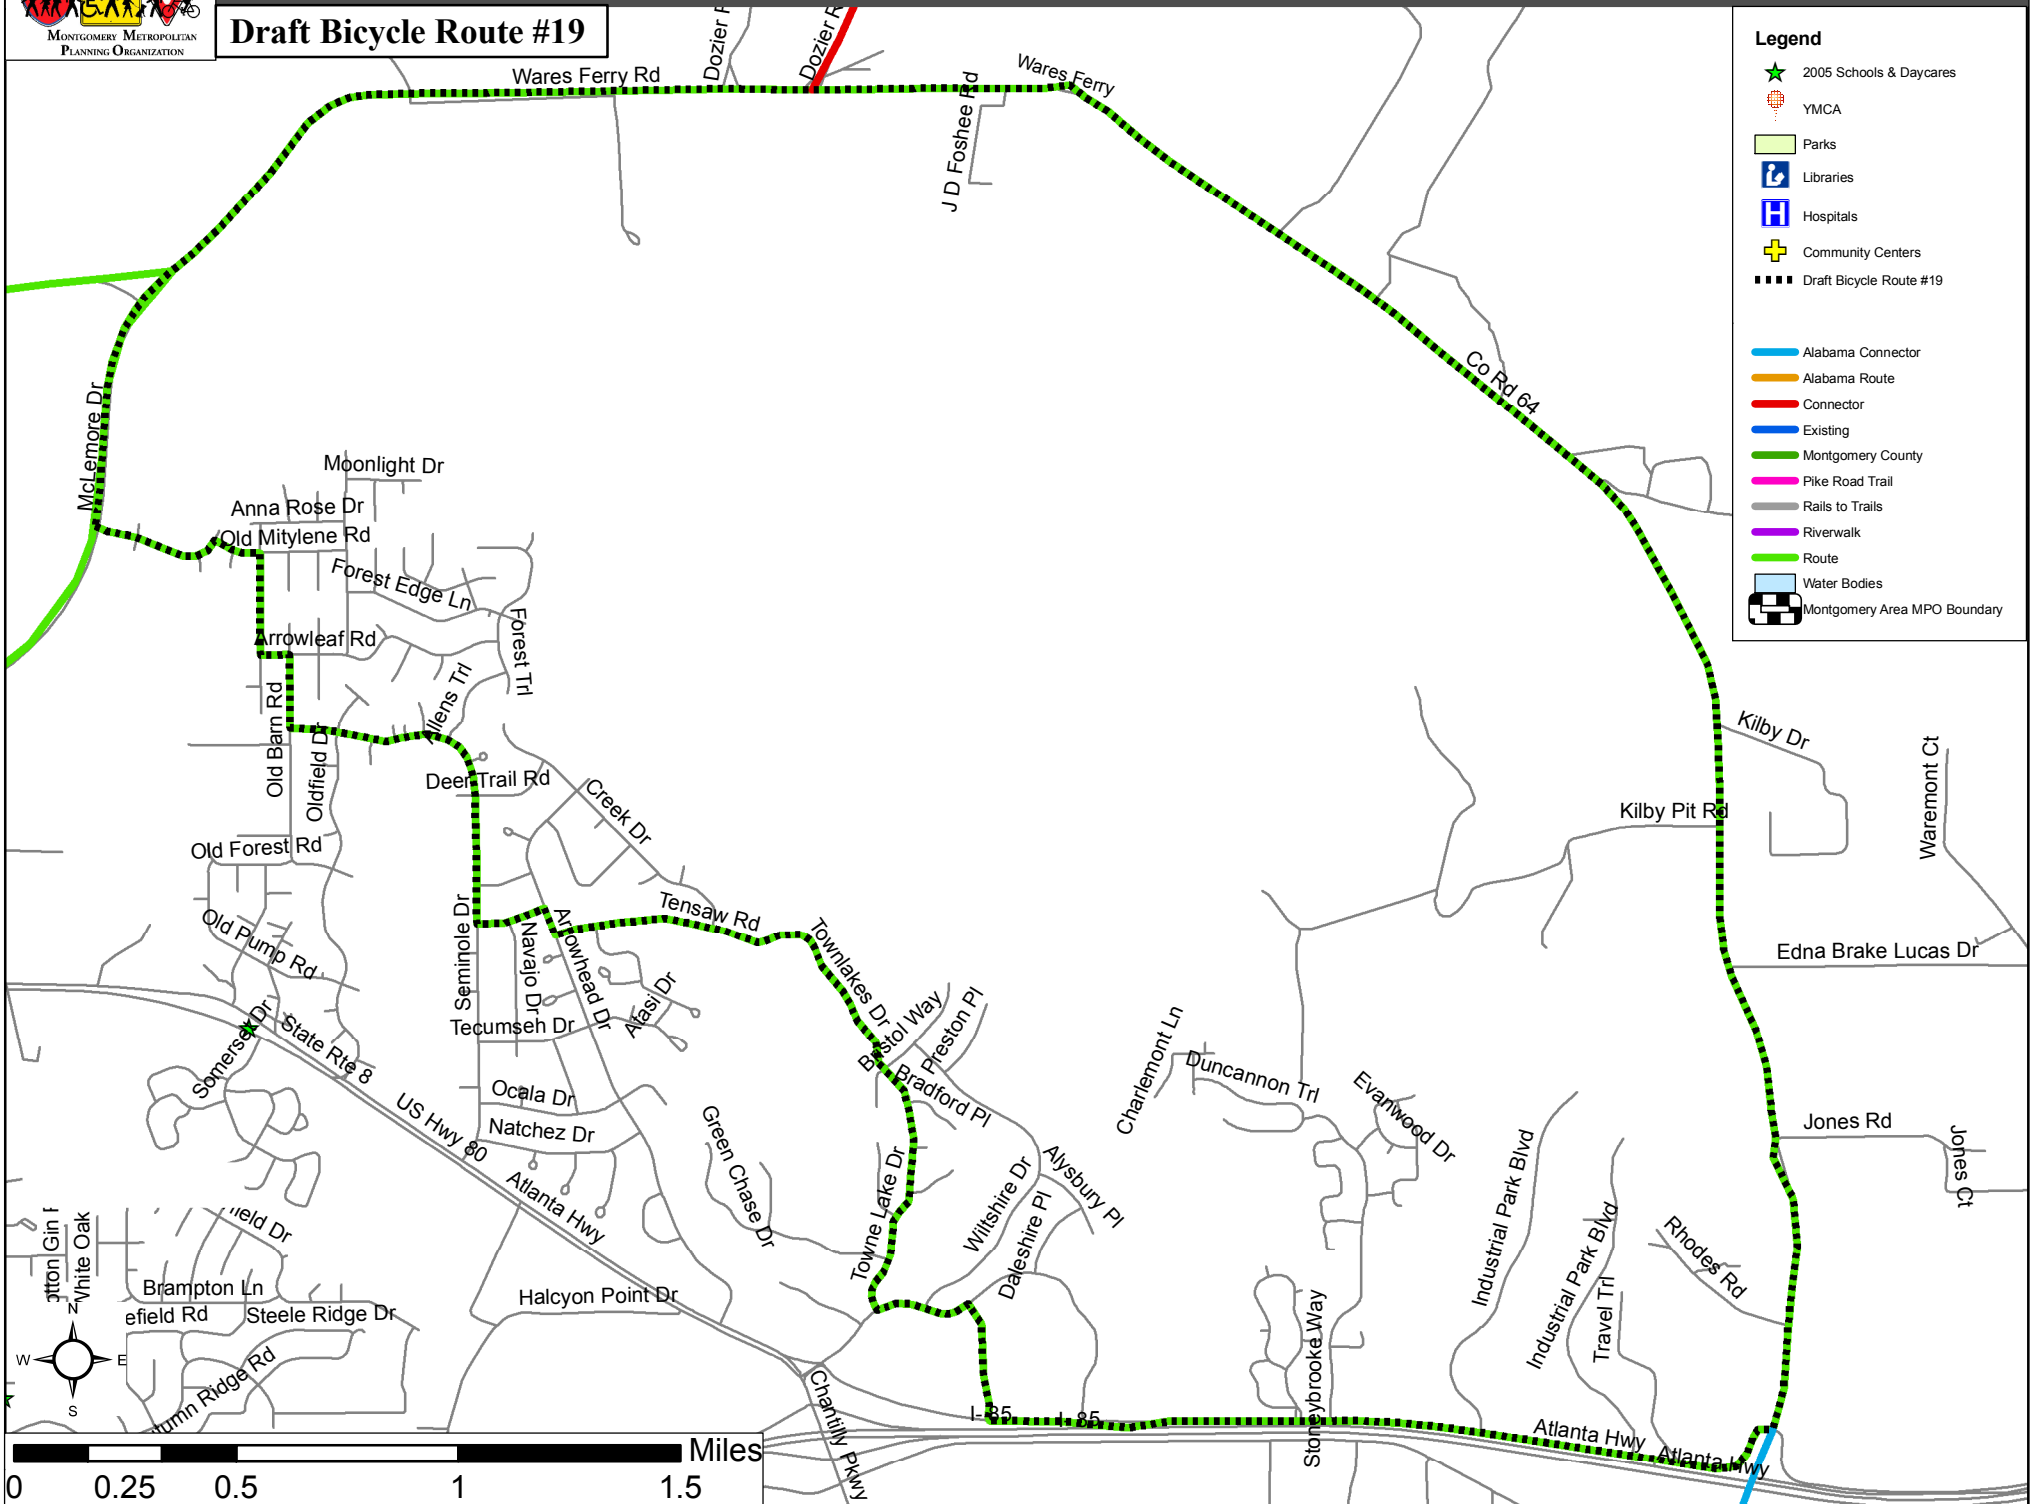 MONTGOMERY METROPOLITAN
PLANNING ORGANIZATION
Draft Bicycle Route #19
Legend
2005 Schools & Daycares
YMCA
Parks
Libraries
Hospitals
Community Centers
Draft Bicycle Route #19
Alabama Connector
Alabama Route
Connector
Existing
Montgomery County
Pike Road Trail
Rails to Trails
Riverwalk
Route
Water Bodies
Montgomery Area MPO Boundary
Wares Ferry Rd
Dozier R
Dozier R
J D Foshee Rd
Wares Ferry
Co Rd 64
McLemore Dr
Moonlight Dr
Anna Rose Dr
Old Mitylene Rd
Forest Edge Ln
Arrowleaf Rd
Forest Trl
Allens Trl
Old Barn Rd
Oldfield Dr
Deer Trail Rd
Creek Dr
Old Forest Rd
Old Pump Rd
Seminole Dr
Navajo Dr
Arrowhead Dr
Tensaw Rd
Townlakes Dr
Atasi Dr
Tecumseh Dr
Bristol Way
Preston Pl
Bradford Pl
Somerset Dr
State Rte 8
US Hwy 80
Ocala Dr
Natchez Dr
Atlanta Hwy
Green Chase Dr
Towne Lake Dr
Wiltshire Dr
Daleshire Pl
Alysbury Pl
Charlemont Ln
Duncannon Trl
Evanwood Dr
Kilby Dr
Kilby Pit Rd
Waremont Ct
Edna Brake Lucas Dr
Jones Rd
Jones Ct
Industrial Park Blvd
Industrial Park Blvd
Travel Trl
Rhodes Rd
Stoneybrooke Way
Halcyon Point Dr
Chantilly Pkwy
I-85
I-85
Atlanta Hwy
Atlanta Hwy
otton Gin R
White Oak
field Dr
Brampton Ln
efield Rd
Steele Ridge Dr
utumn Ridge Rd
N
W
E
S
Miles
0
0.25
0.5
1
1.5